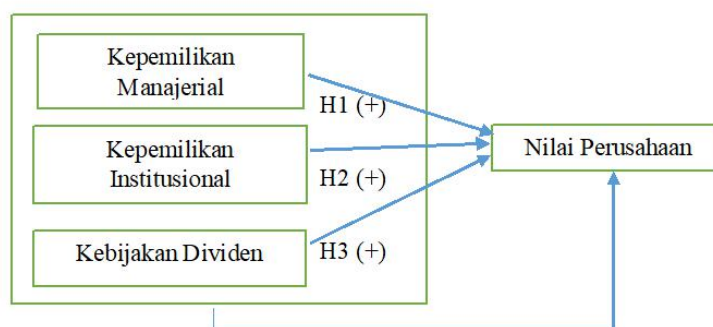 Kepemilikan
Manajerial
H1 (+)
Kepemilikan
Institusional
H2 (+)
Nilai Perusahaan
Kebijakan Dividen
H3 (+)